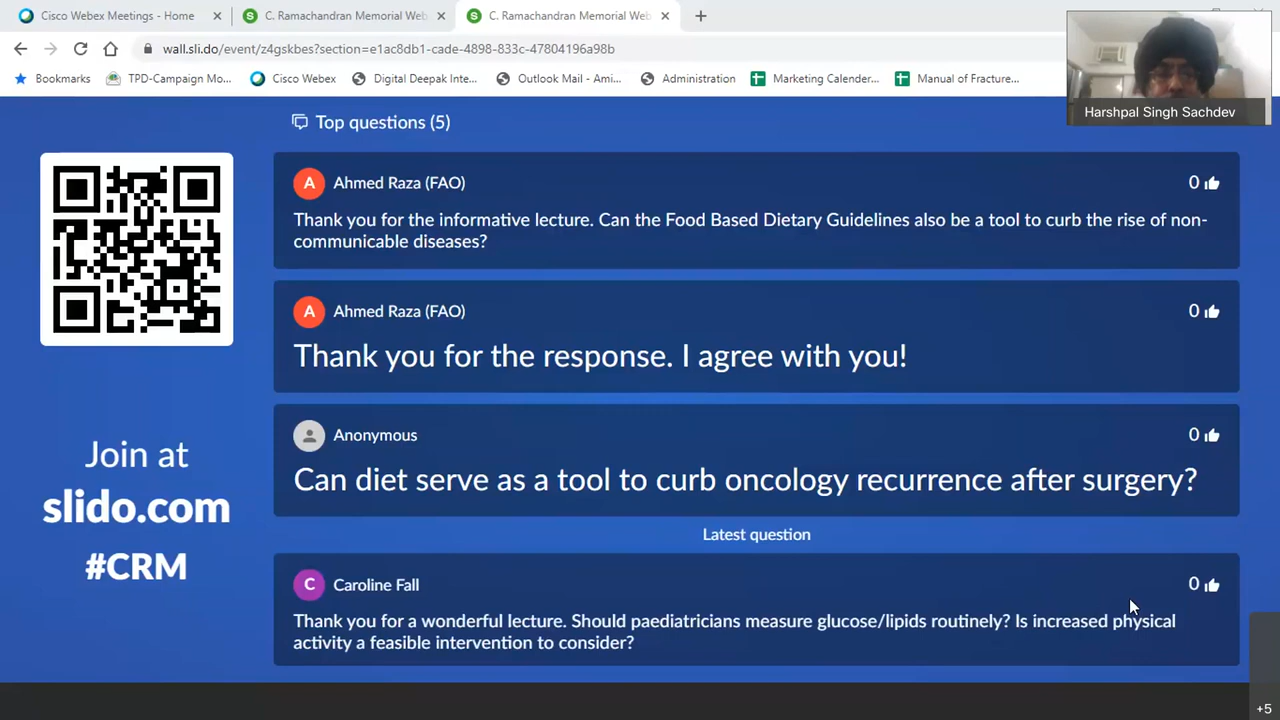 Cisco Webex Meetings - Home
C. Ramachandran Memorial Web
C. Ramachandran Memorial Web
wall.sli.do/event/z4gskbes?section=e1ac8db1-cade-4898-833c-47804196a98b
Bookmarks
TPD-Campaign Mo...
Cisco Webex
Digital Deepak Inte...
Outlook Mail - Ami...
Administration
Marketing Calender...
Manual of Fracture...
Harshpal Singh Sachdev
Top questions (5)
A Ahmed Raza (FAO) 0
Thank you for the informative lecture. Can the Food Based Dietary Guidelines also be a tool to curb the rise of non-
communicable diseases?
A Ahmed Raza (FAO) 0
Thank you for the response. I agree with you!
Anonymous 0
Can diet serve as a tool to curb oncology recurrence after surgery?
Join at
slido.com
#CRM
Latest question
C Caroline Fall 0
Thank you for a wonderful lecture. Should paediatricians measure glucose/lipids routinely? Is increased physical
activity a feasible intervention to consider?
+5